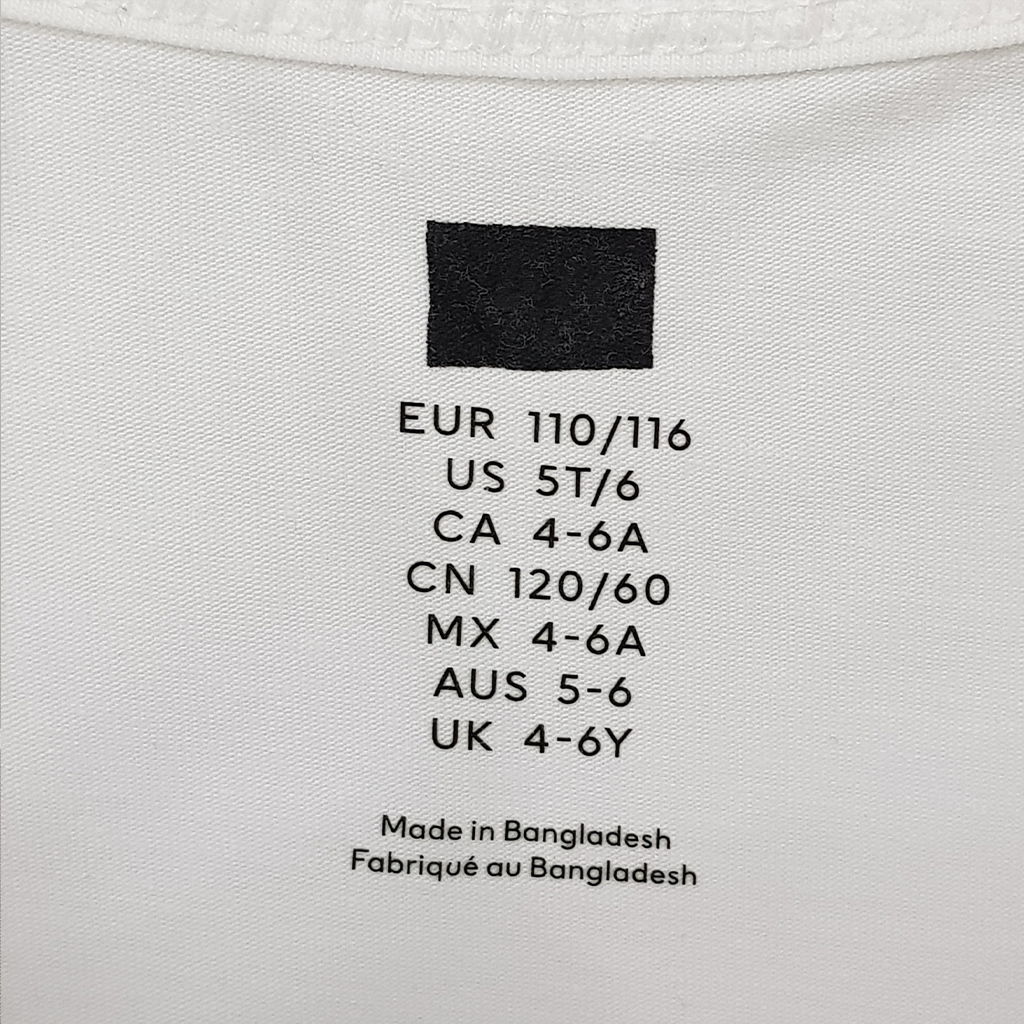 EUR 110/116
US 5T/6
CA 4-6A
CN 120/60
MX 4-6A
AUS 5-6
UK 4-6Y
Made in Bangladesh
Fabriqué au Bangladesh